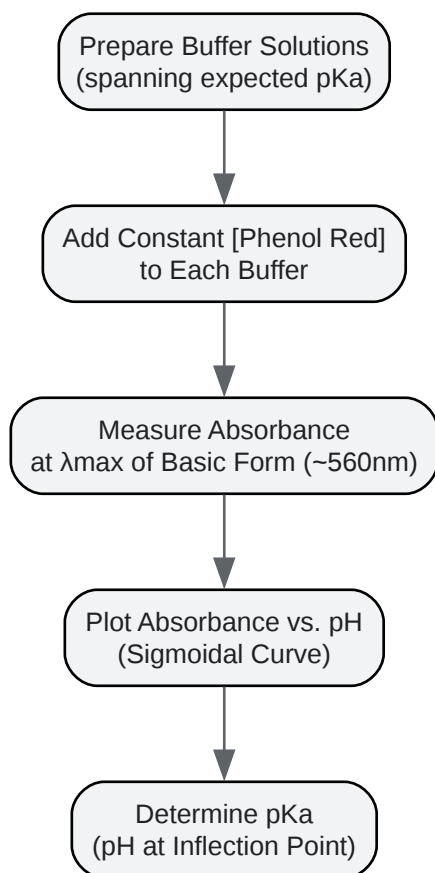 Prepare Buffer Solutions
(spanning expected pKa)
Add Constant [Phenol Red]
to Each Buffer
Measure Absorbance
at λmax of Basic Form (~560nm)
Plot Absorbance vs. pH
(Sigmoidal Curve)
Determine pKa
(pH at Inflection Point)